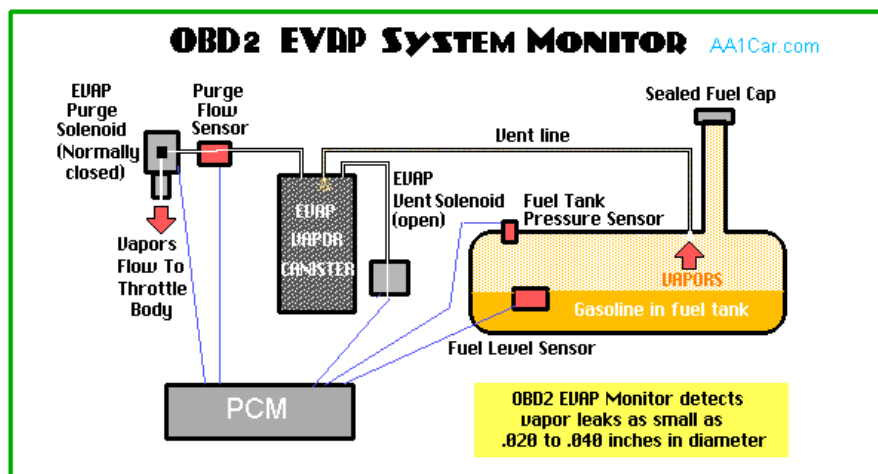 OBD2 EVAP SYSTEM MONITOR
AA1Car.com
EVAP
Purge
Solenoid
(Normally
closed)
Purge
Flow
Sensor
Sealed Fuel Cap
Vent line
EVAP
Vent Solenoid
(open)
Fuel Tank
Pressure Sensor
EVAP
VAPOR
CANISTER
Vapors
Flow To
Throttle
Body
VAPORS
Gasoline in fuel tank
Fuel Level Sensor
PCM
OBD2 EVAP Monitor detects
vapor leaks as small as
.020 to .040 inches in diameter